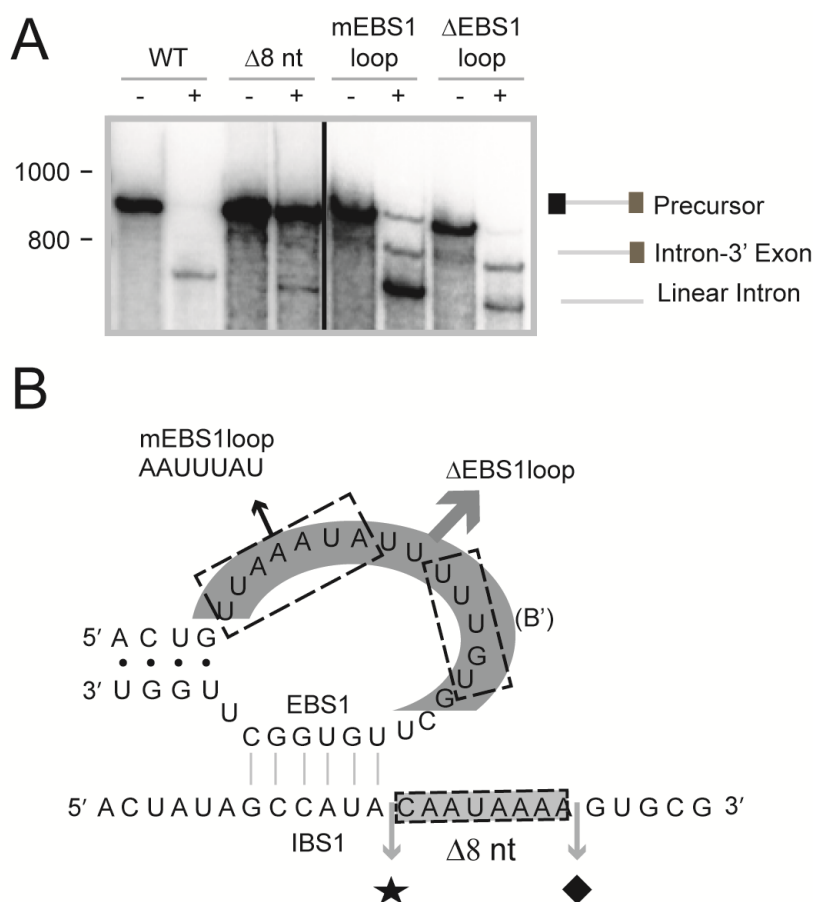 A
WT Δ8 nt mEBS1 loop ΔEBS1 loop
- + - + - + - +
1000 –
800 –
Precursor
Intron-3' Exon
Linear Intron
B
mEBS1loop
AAUUUAU
ΔEBS1loop
U U A A A U A U U U U U G U G C U U
(B')
5' A C U G
3' U G G U U
EBS1
C G G U G U
5' A C U A U A G C C A U A C A A U A A A A G U G C G 3'
IBS1
Δ8 nt